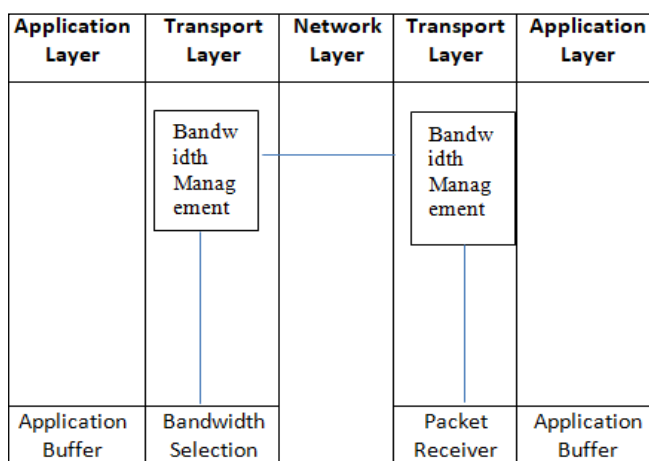 Application Layer
Transport Layer
Network Layer
Transport Layer
Application Layer
Bandw
idth
Manag
ement
Bandw
idth
Manag
ement
Application Buffer
Bandwidth Selection
Packet Receiver
Application Buffer